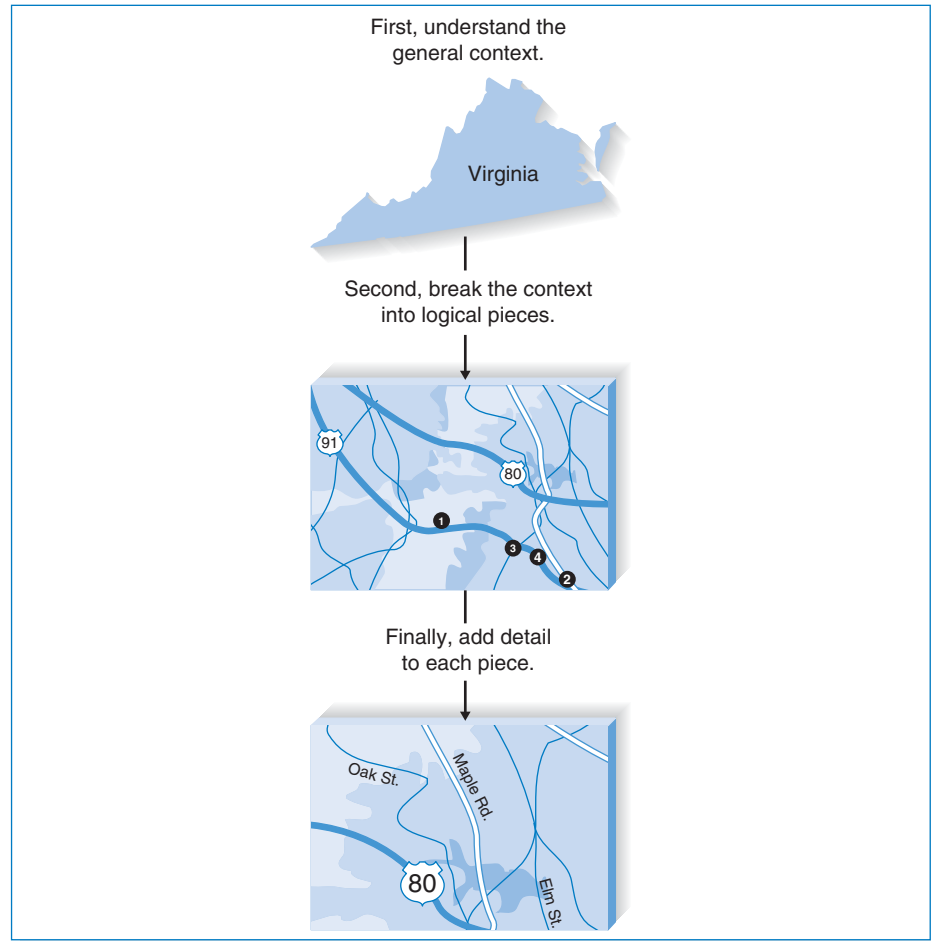 First, understand the
general context.
Virginia
Second, break the context
into logical pieces.
91
80
1
3
4
2
Finally, add detail
to each piece.
Oak St.
Maple Rd.
80
Elm St.